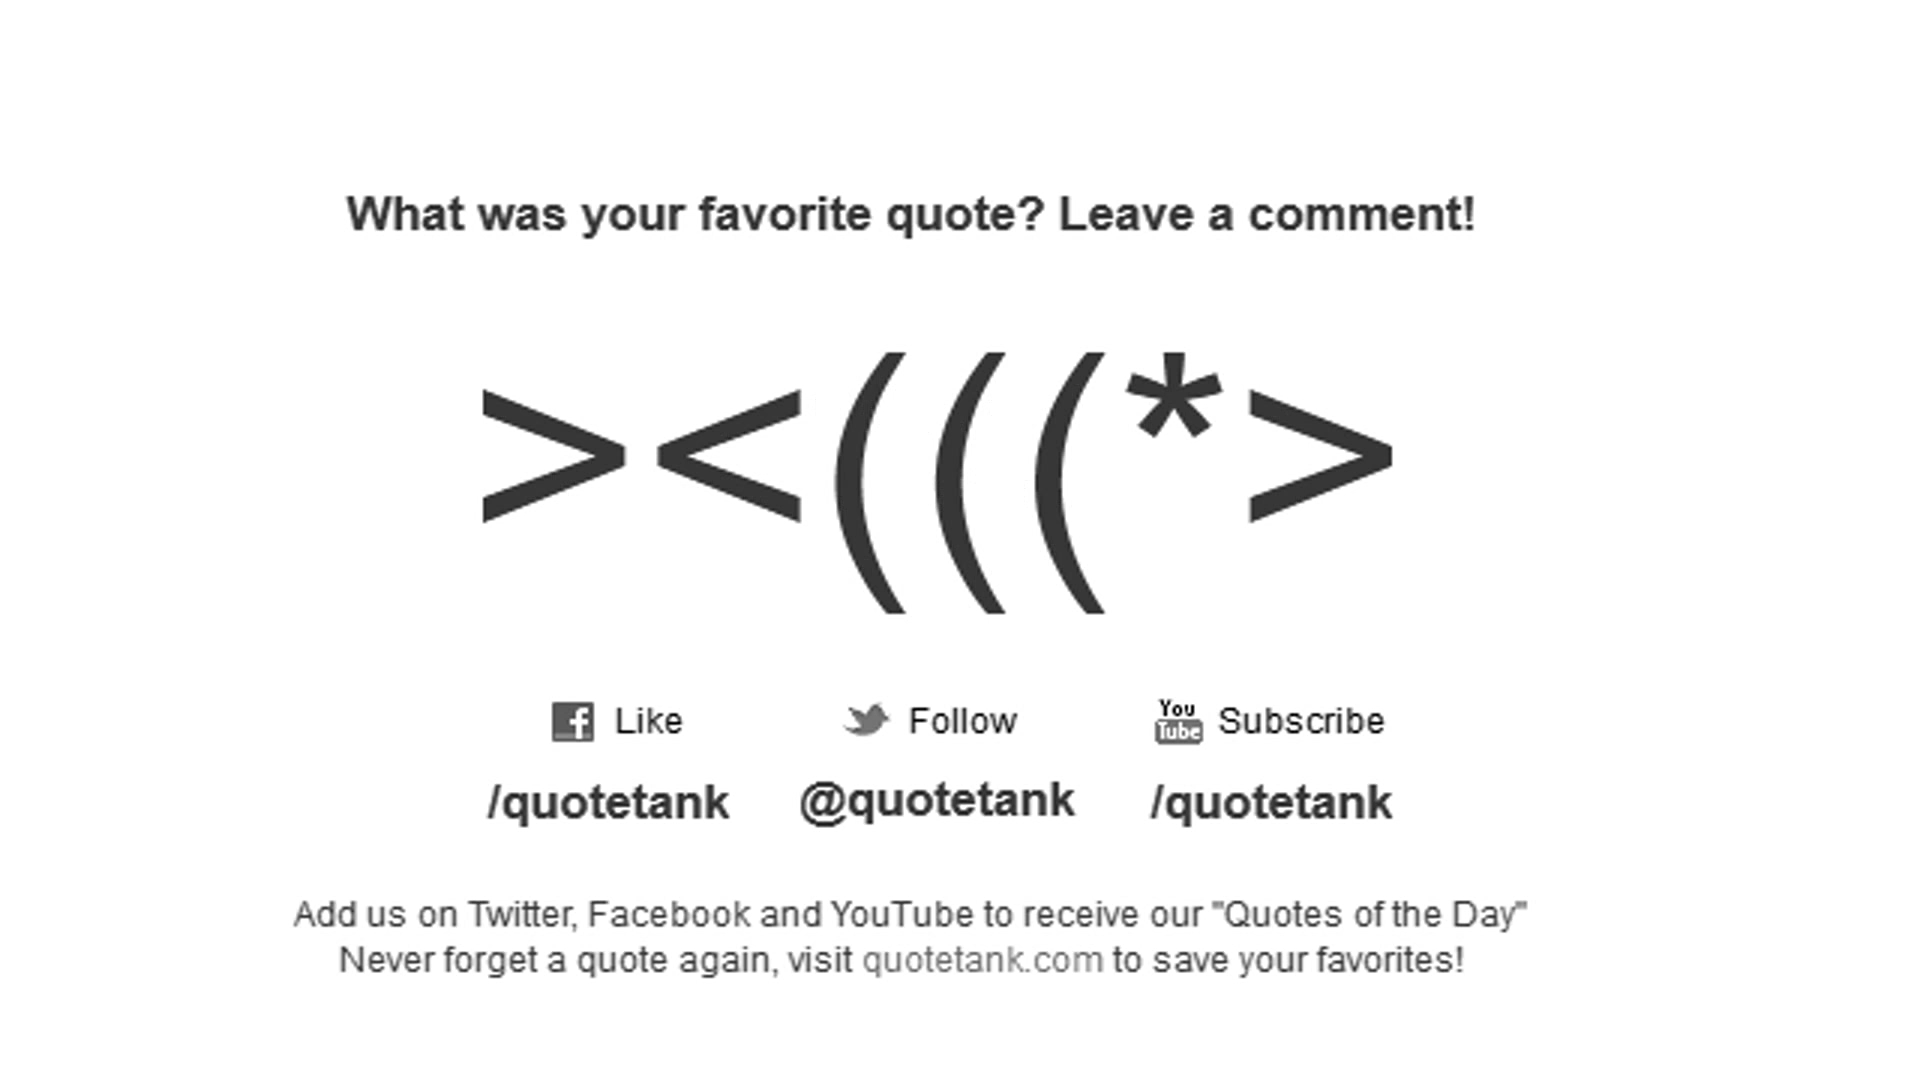 What was your favorite quote? Leave a comment!
><(((*>
f Like Follow You Tube Subscribe
/quotetank @quotetank /quotetank
Add us on Twitter, Facebook and YouTube to receive our "Quotes of the Day"
Never forget a quote again, visit quotetank.com to save your favorites!